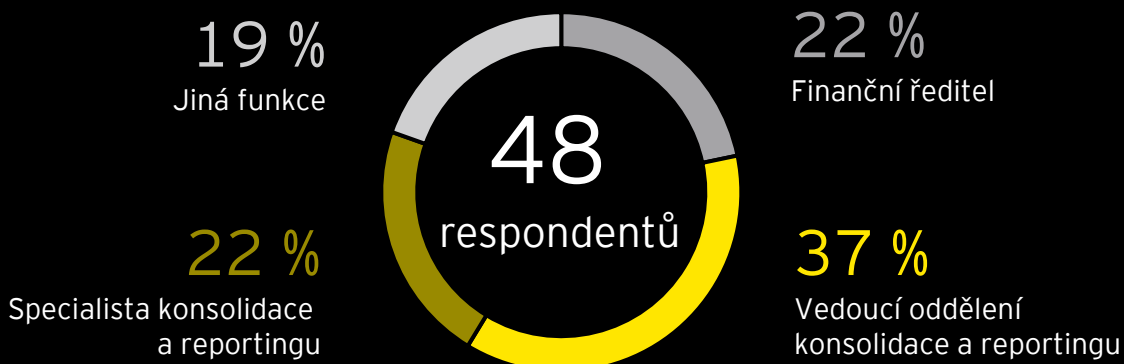 19 %
Jiná funkce
22 %
Finanční ředitel
48
respondentů
22 %
Specialista konsolidace
a reportingu
37 %
Vedoucí oddělení
konsolidace a reportingu